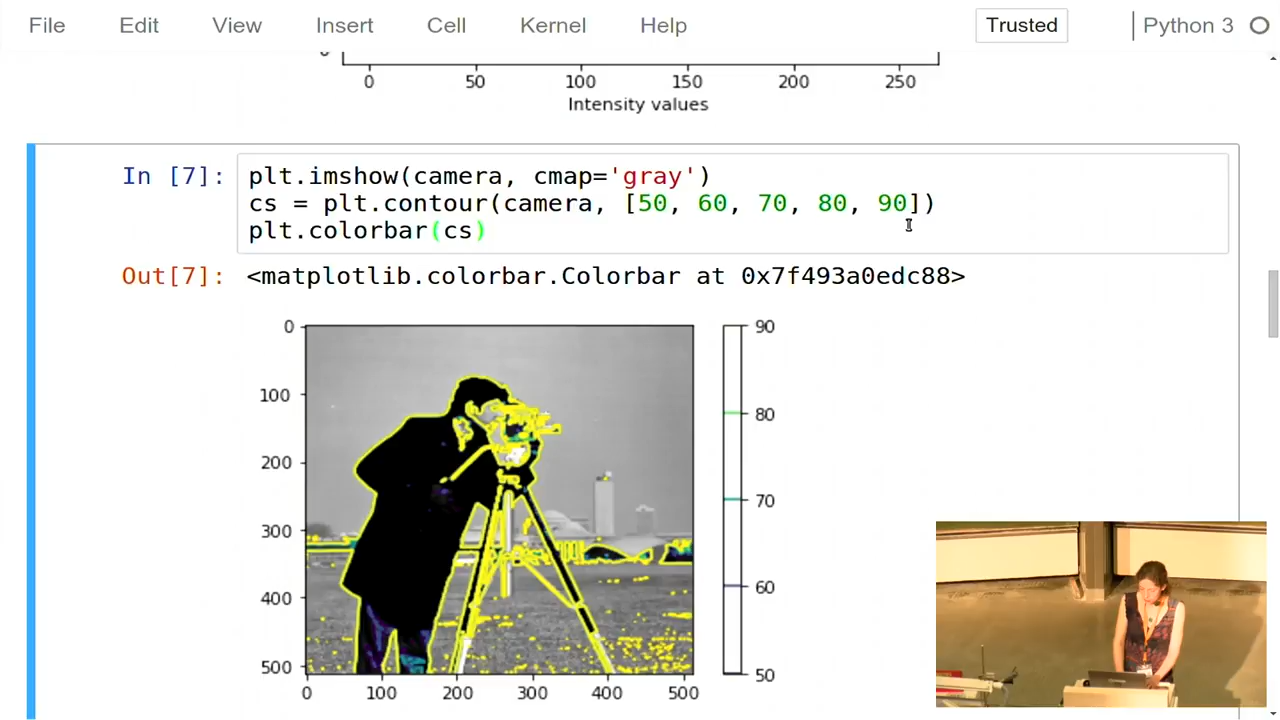 File Edit View Insert Cell Kernel Help Trusted Python 3
0 50 100 150 200 250
Intensity values
In [7]: plt.imshow(camera, cmap='gray')
cs = plt.contour(camera, [50, 60, 70, 80, 90])
plt.colorbar(cs)
Out[7]: <matplotlib.colorbar.Colorbar at 0x7f493a0edc88>
0 90
100 80
200 70
300
400 60
500 50
0 100 200 300 400 500